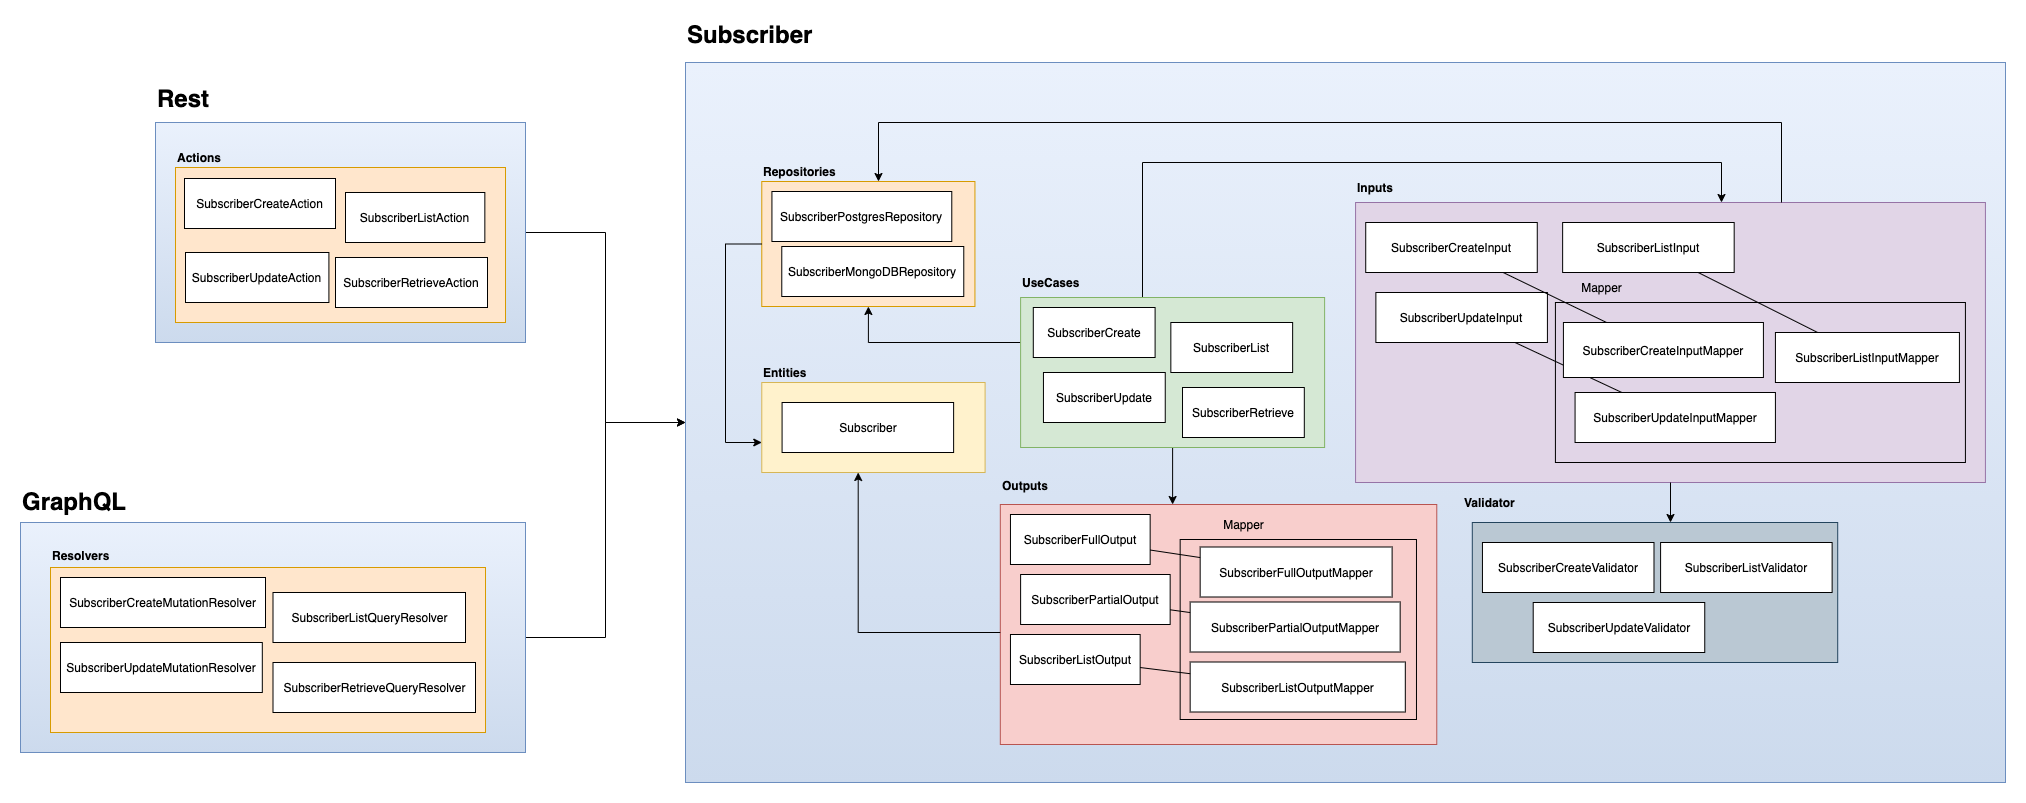 Subscriber
Rest
Actions
SubscriberCreateAction
SubscriberListAction
SubscriberUpdateAction
SubscriberRetrieveAction
GraphQL
Resolvers
SubscriberCreateMutationResolver
SubscriberListQueryResolver
SubscriberUpdateMutationResolver
SubscriberRetrieveQueryResolver
Repositories
SubscriberPostgresRepository
SubscriberMongoDBRepository
Entities
Subscriber
UseCases
SubscriberCreate
SubscriberList
SubscriberUpdate
SubscriberRetrieve
Inputs
SubscriberCreateInput
SubscriberListInput
Mapper
SubscriberUpdateInput
SubscriberCreateInputMapper
SubscriberListInputMapper
SubscriberUpdateInputMapper
Outputs
Mapper
SubscriberFullOutput
SubscriberFullOutputMapper
SubscriberPartialOutput
SubscriberPartialOutputMapper
SubscriberListOutput
SubscriberListOutputMapper
Validator
SubscriberCreateValidator
SubscriberListValidator
SubscriberUpdateValidator